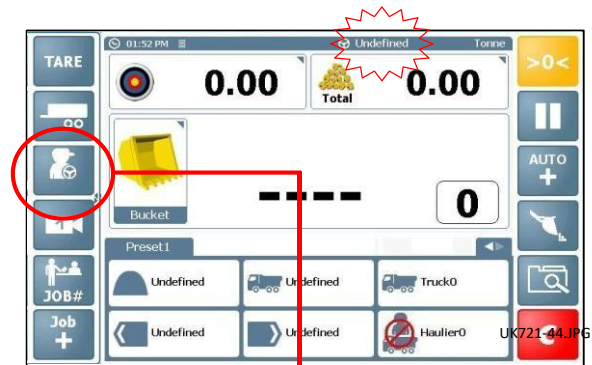 01:52 PM
Undefined
Tonne
TARE
0.00
Total
0.00
>0<
AUTO
+
Bucket
----
0
Preset1
JOB#
Undefined
Undefined
Truck0
Job
+
Undefined
Undefined
Haulier0
UK721-44.JPG